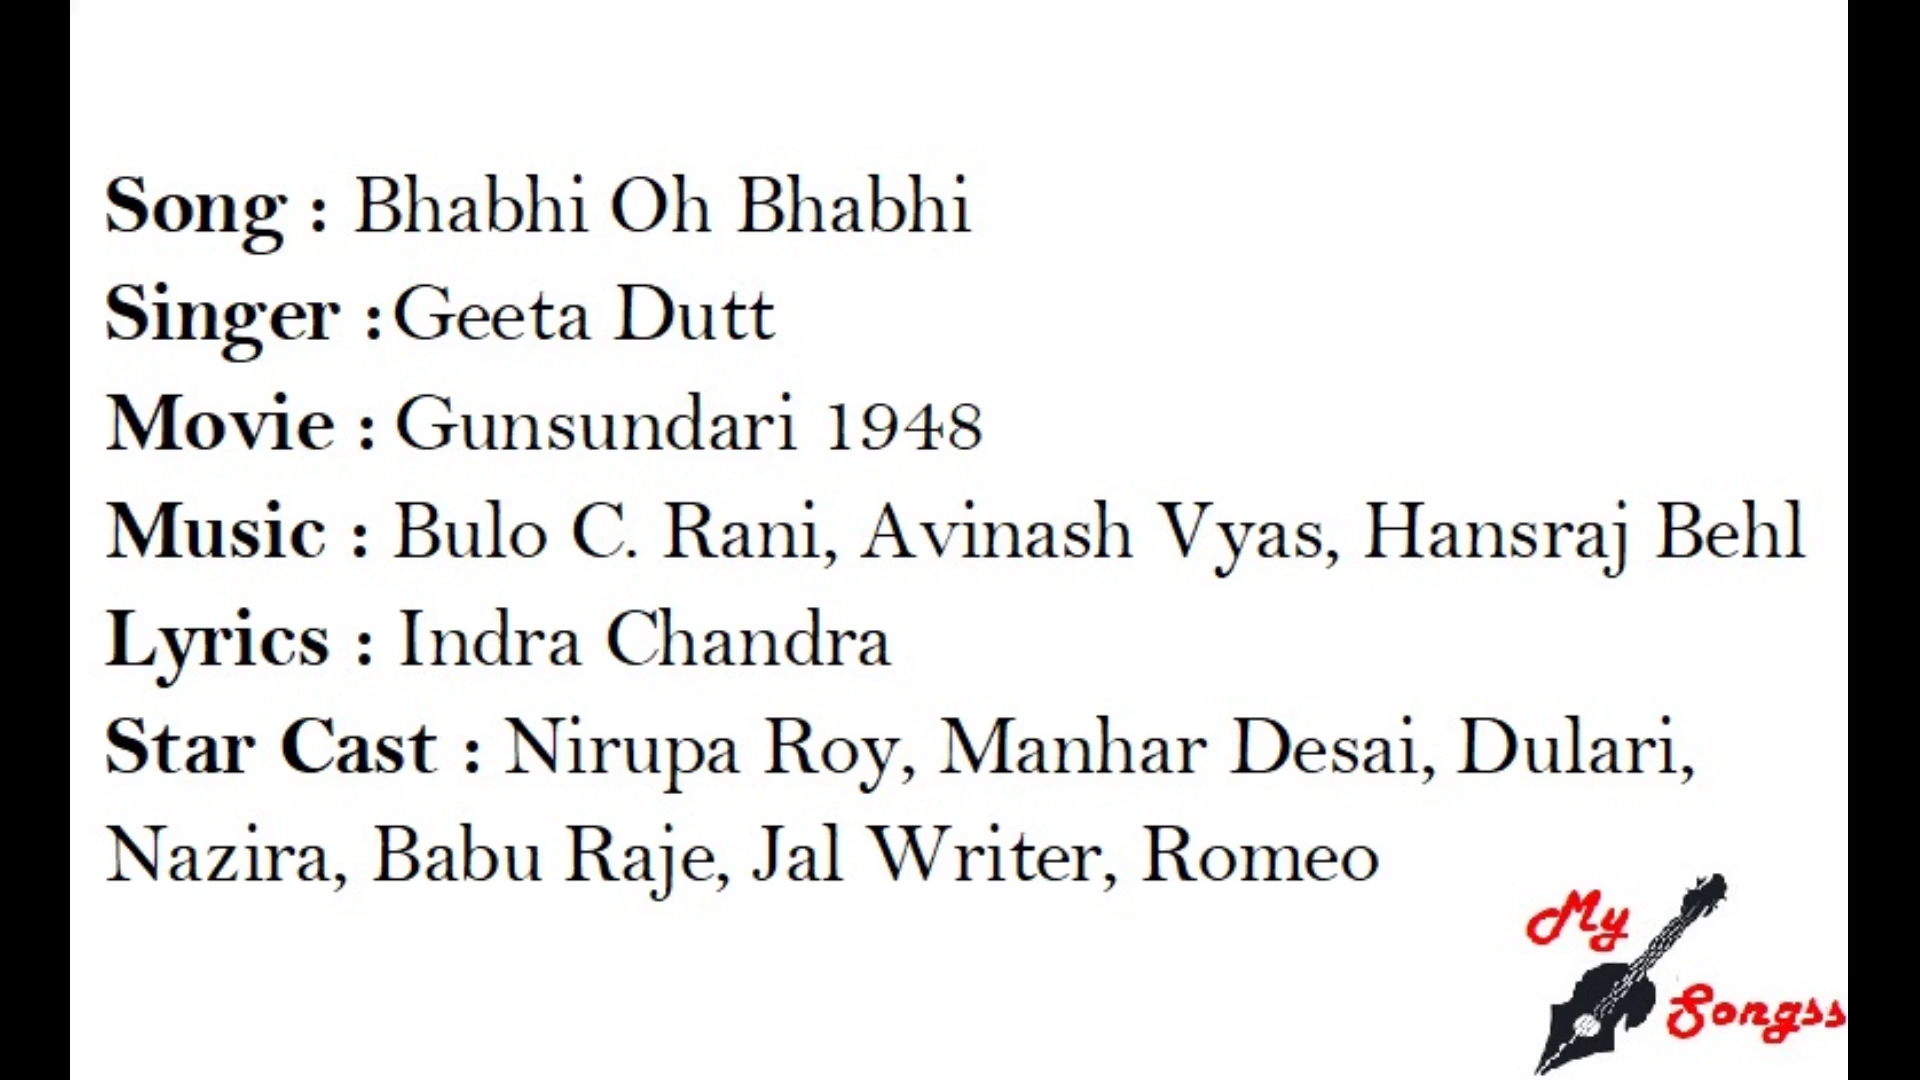 Song : Bhabhi Oh Bhabhi
Singer :Geeta Dutt
Movie : Gunsundari 1948
Music : Bulo C. Rani, Avinash Vyas, Hansraj Behl
Lyrics : Indra Chandra
Star Cast : Nirupa Roy, Manhar Desai, Dulari,
Nazira, Babu Raje, Jal Writer, Romeo
My
Songss